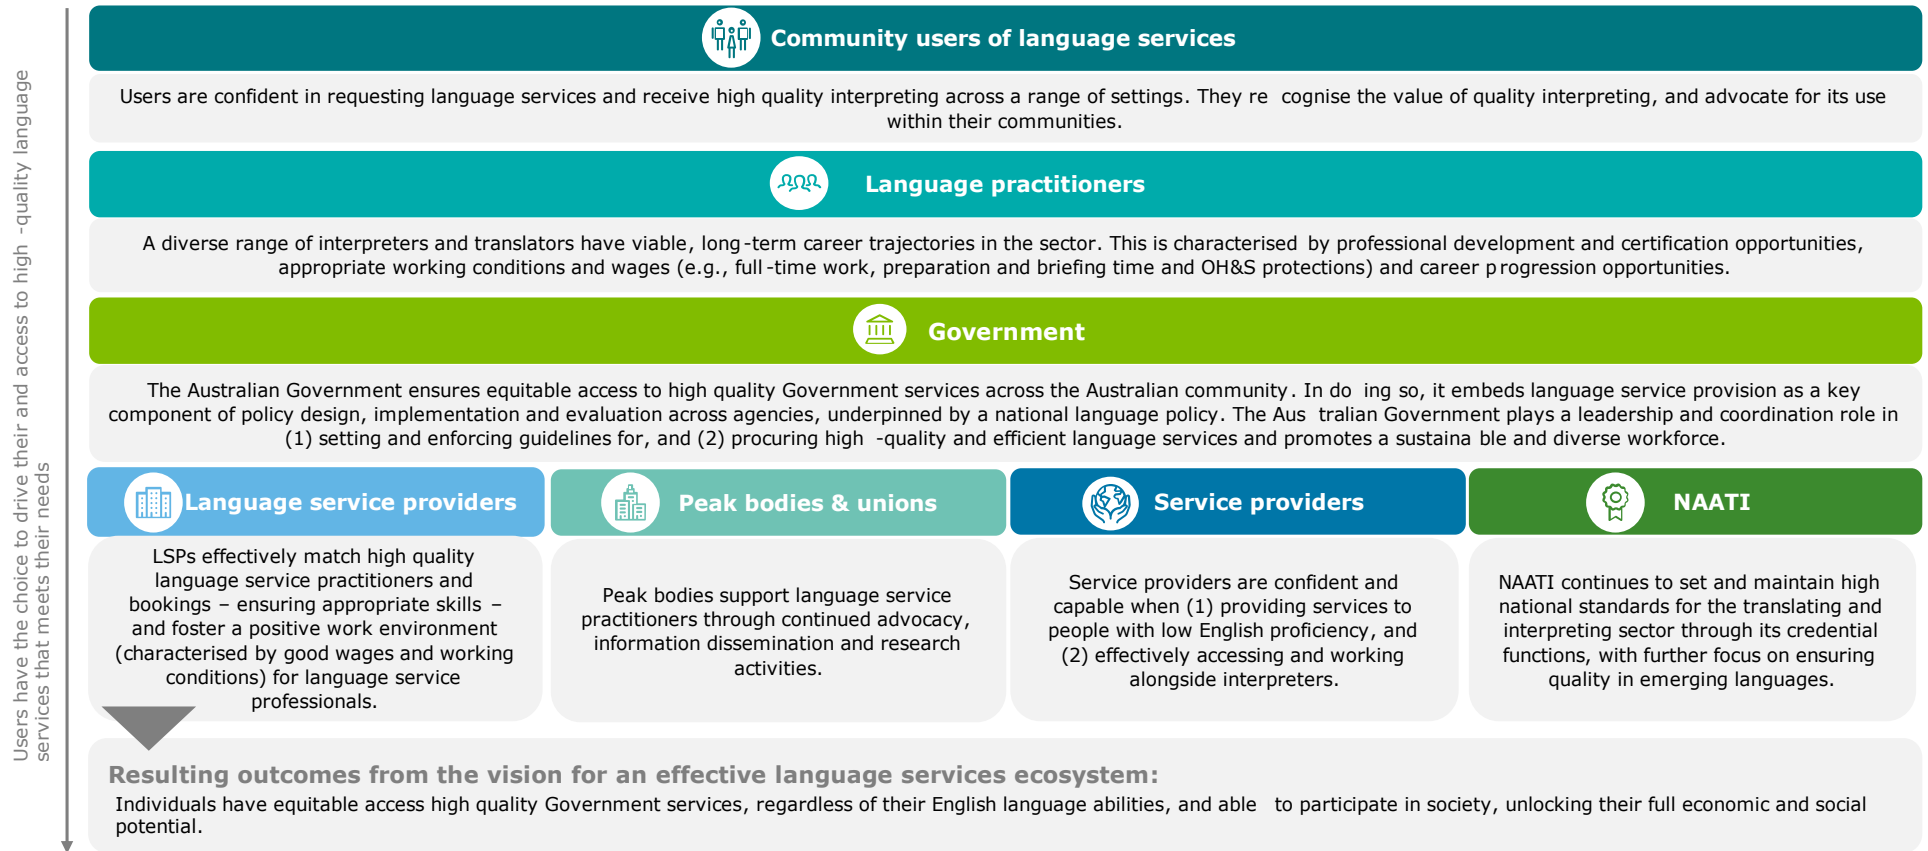 Users have the choice to drive their and access to high -quality language
services that meets their needs
Community users of language services
Users are confident in requesting language services and receive high quality interpreting across a range of settings. They re cognise the value of quality interpreting, and advocate for its use
within their communities.
Language practitioners
A diverse range of interpreters and translators have viable, long-term career trajectories in the sector. This is characterised by professional development and certification opportunities,
appropriate working conditions and wages (e.g., full-time work, preparation and briefing time and OH&S protections) and career progression opportunities.
Government
The Australian Government ensures equitable access to high quality Government services across the Australian community. In do ing so, it embeds language service provision as a key
component of policy design, implementation and evaluation across agencies, underpinned by a national language policy. The Aus tralian Government plays a leadership and coordination role in
(1) setting and enforcing guidelines for, and (2) procuring high -quality and efficient language services and promotes a sustaina ble and diverse workforce.
Language service providers
LSPs effectively match high quality
language service practitioners and
bookings – ensuring appropriate skills –
and foster a positive work environment
(characterised by good wages and working
conditions) for language service
professionals.
Peak bodies & unions
Peak bodies support language service
practitioners through continued advocacy,
information dissemination and research
activities.
Service providers
Service providers are confident and
capable when (1) providing services to
people with low English proficiency, and
(2) effectively accessing and working
alongside interpreters.
NAATI
NAATI continues to set and maintain high
national standards for the translating and
interpreting sector through its credential
functions, with further focus on ensuring
quality in emerging languages.
Resulting outcomes from the vision for an effective language services ecosystem:
Individuals have equitable access high quality Government services, regardless of their English language abilities, and able to participate in society, unlocking their full economic and social
potential.